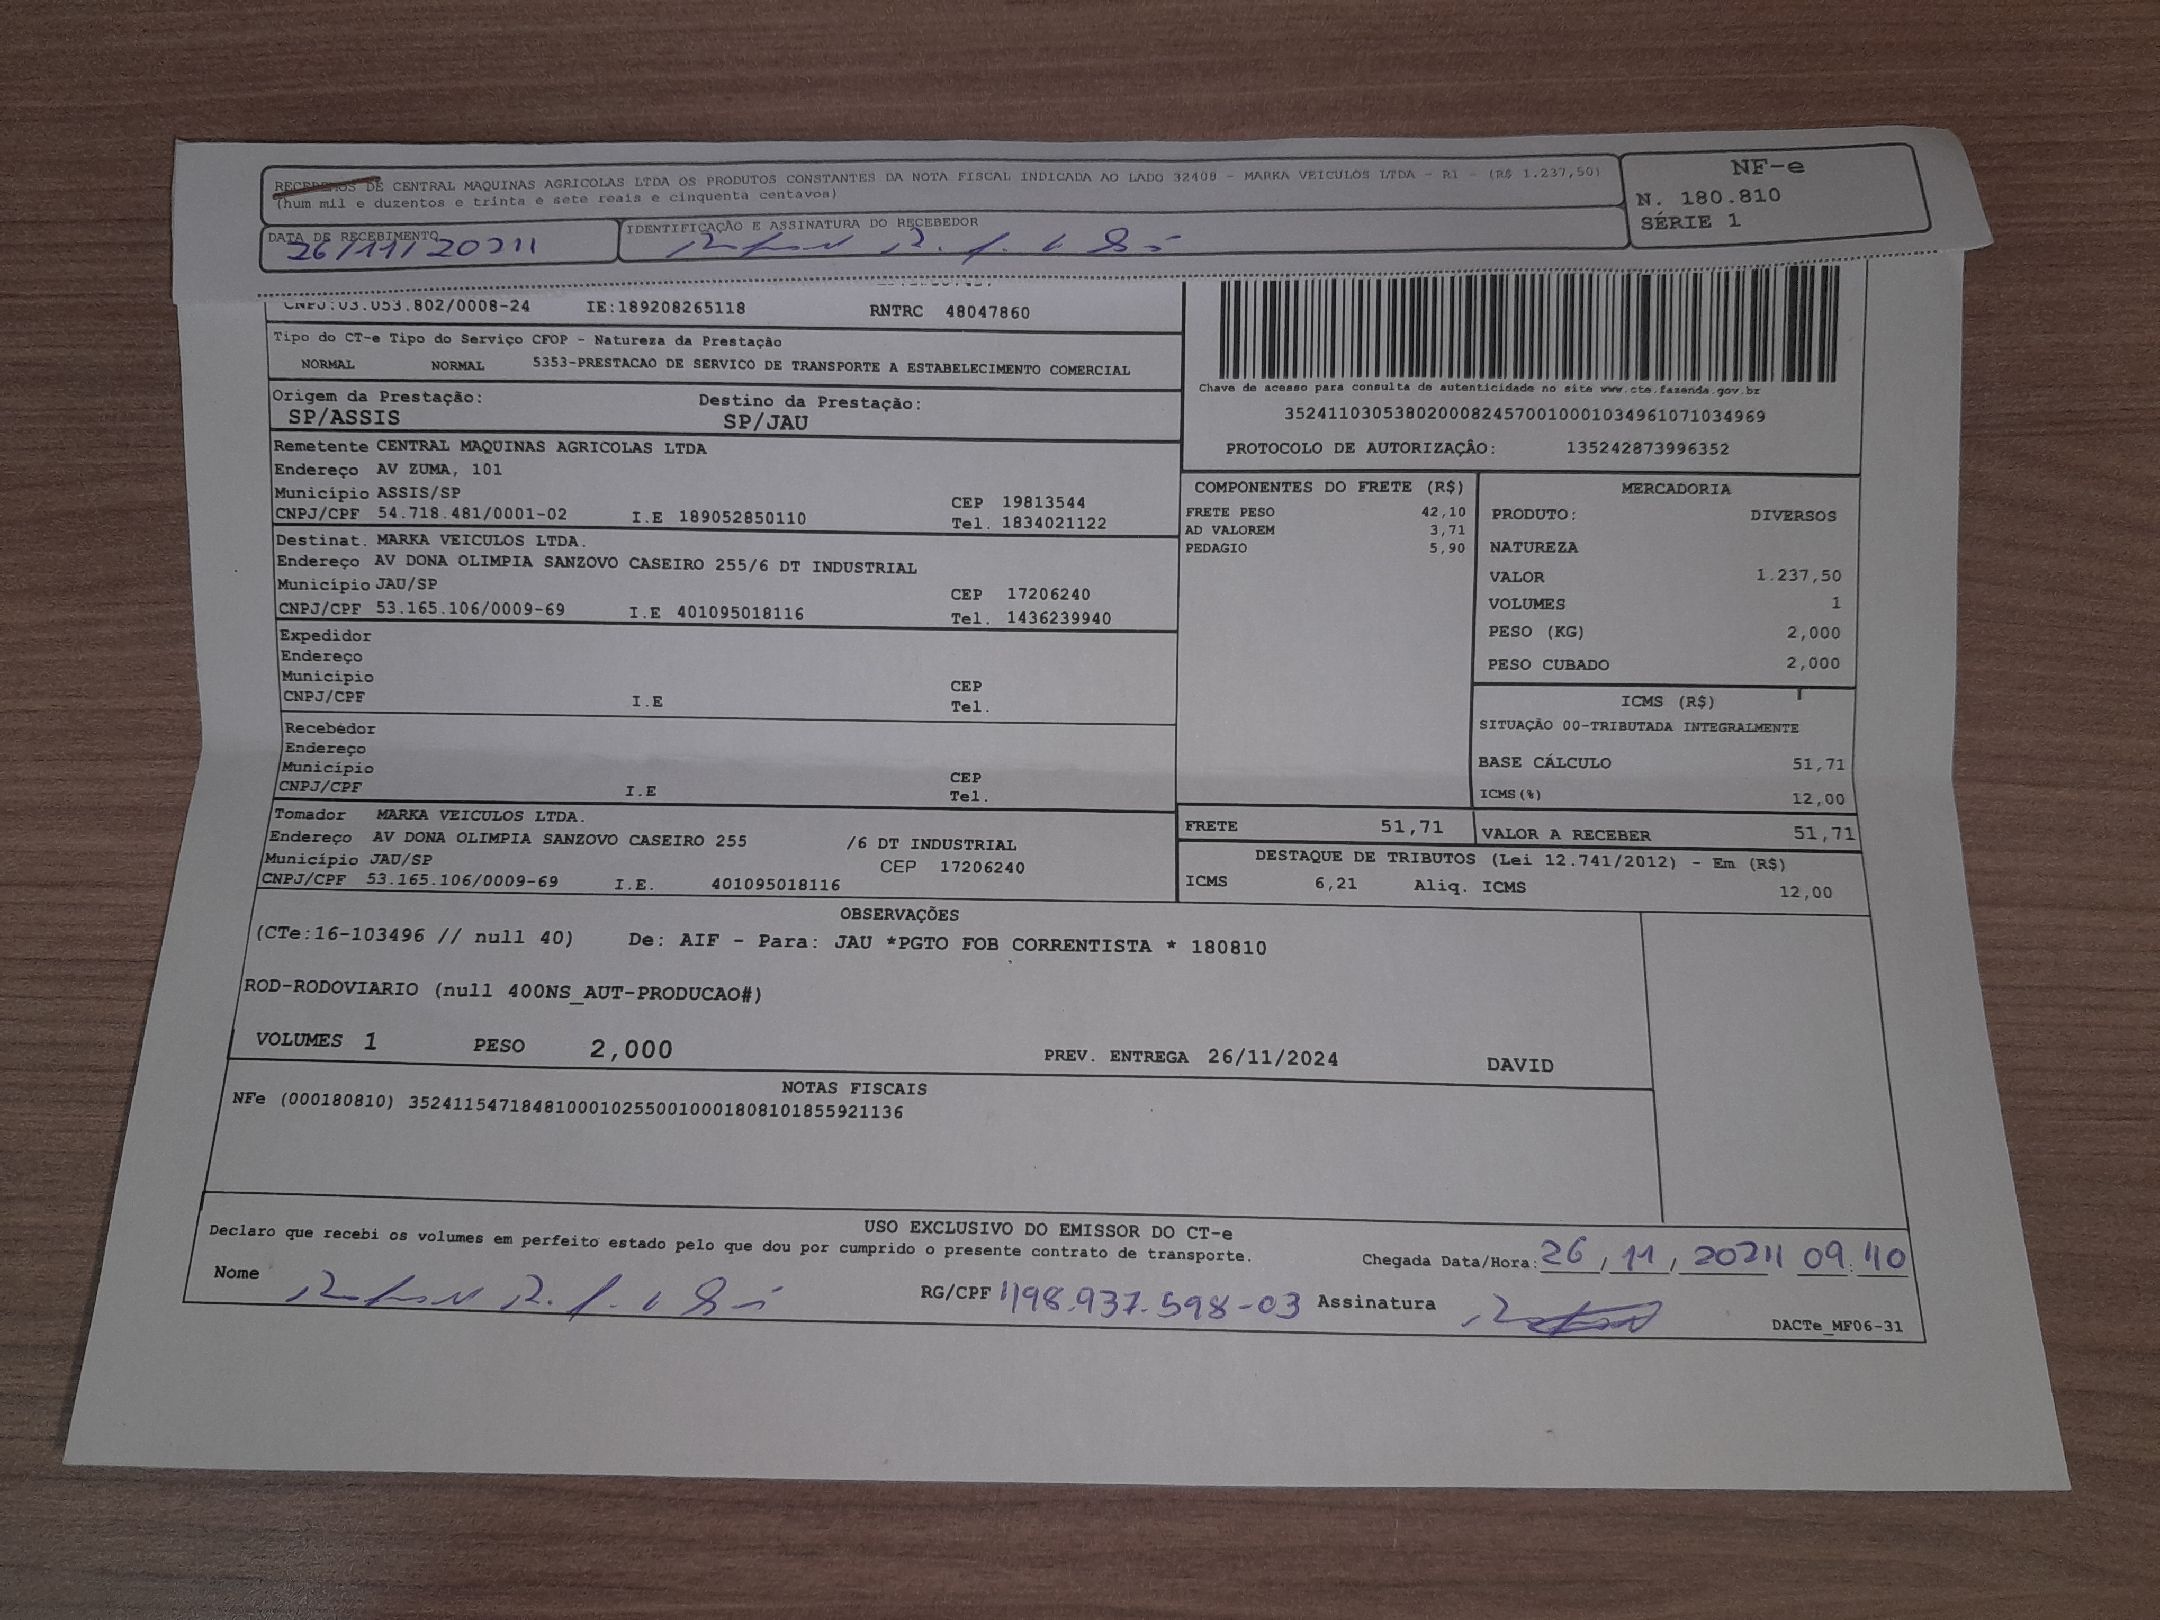 RECEBEMOS DE CENTRAL MAQUINAS AGRICOLAS LTDA OS PRODUTOS CONSTANTES DA NOTA FISCAL INDICADA AO LADO 32408 - MARKA VEICULOS LTDA - R1 - (R$ 1.237,50)
(hum mil e duzentos e trinta e sete reais e cinquenta centavos)
NF-e
N. 180.810
SÉRIE 1
DATA DE RECEBIMENTO
26/11/2024
IDENTIFICAÇÃO E ASSINATURA DO RECEBEDOR
CNPJ:03.053.802/0008-24 IE:189208265118 RNTRC 48047860
Tipo do CT-e Tipo do Serviço CFOP - Natureza da Prestação
NORMAL NORMAL 5353-PRESTACAO DE SERVICO DE TRANSPORTE A ESTABELECIMENTO COMERCIAL
Origem da Prestação: Destino da Prestação:
SP/ASSIS SP/JAU
Chave de acesso para consulta de autenticidade no site www.cte.fazenda.gov.br
35241103053802000824570010001034961071034969
PROTOCOLO DE AUTORIZAÇÃO: 135242873996352
Remetente CENTRAL MAQUINAS AGRICOLAS LTDA
Endereço AV ZUMA, 101
Município ASSIS/SP CEP 19813544
CNPJ/CPF 54.718.481/0001-02 I.E 189052850110 Tel. 1834021122
Destinat. MARKA VEICULOS LTDA.
Endereço AV DONA OLIMPIA SANZOVO CASEIRO 255/6 DT INDUSTRIAL
Município JAU/SP CEP 17206240
CNPJ/CPF 53.165.106/0009-69 I.E 401095018116 Tel. 1436239940
Expedidor
Endereço
Município CEP
CNPJ/CPF I.E Tel.
Recebedor
Endereço
Município CEP
CNPJ/CPF I.E Tel.
Tomador MARKA VEICULOS LTDA.
Endereço AV DONA OLIMPIA SANZOVO CASEIRO 255 /6 DT INDUSTRIAL
Município JAU/SP CEP 17206240
CNPJ/CPF 53.165.106/0009-69 I.E. 401095018116
COMPONENTES DO FRETE (R$)
FRETE PESO 42,10
AD VALOREM 3,71
PEDAGIO 5,90
MERCADORIA
PRODUTO: DIVERSOS
NATUREZA
VALOR 1.237,50
VOLUMES 1
PESO (KG) 2,000
PESO CUBADO 2,000
ICMS (R$)
SITUAÇÃO 00-TRIBUTADA INTEGRALMENTE
BASE CÁLCULO 51,71
ICMS(%) 12,00
FRETE 51,71 VALOR A RECEBER 51,71
DESTAQUE DE TRIBUTOS (Lei 12.741/2012) - Em (R$)
ICMS 6,21 Aliq. ICMS 12,00
OBSERVAÇÕES
(CTe:16-103496 // null 40) De: AIF - Para: JAU *PGTO FOB CORRENTISTA * 180810
ROD-RODOVIARIO (null 400NS_AUT-PRODUCAO#)
VOLUMES 1 PESO 2,000 PREV. ENTREGA 26/11/2024 DAVID
NOTAS FISCAIS
NFe (000180810) 35241154718481000102550010001808101855921136
USO EXCLUSIVO DO EMISSOR DO CT-e
Declaro que recebi os volumes em perfeito estado pelo que dou por cumprido o presente contrato de transporte. Chegada Data/Hora: 26/11/2024 09:40
Nome RG/CPF 498.937.598-03 Assinatura
DACTe_MF06-31